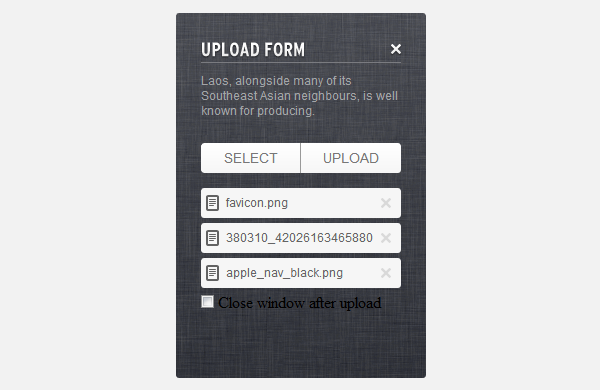 UPLOAD FORM
Laos, alongside many of its
Southeast Asian neighbours, is well
known for producing.
SELECT UPLOAD
favicon.png
380310_42026163465880
apple_nav_black.png
Close window after upload